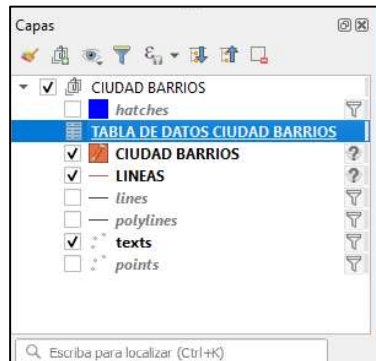 Capas
CIUDAD BARRIOS
hatches
TABLA DE DATOS CIUDAD BARRIOS
CIUDAD BARRIOS
LINEAS
lines
polylines
texts
points
Escriba para localizar (Ctrl+K)